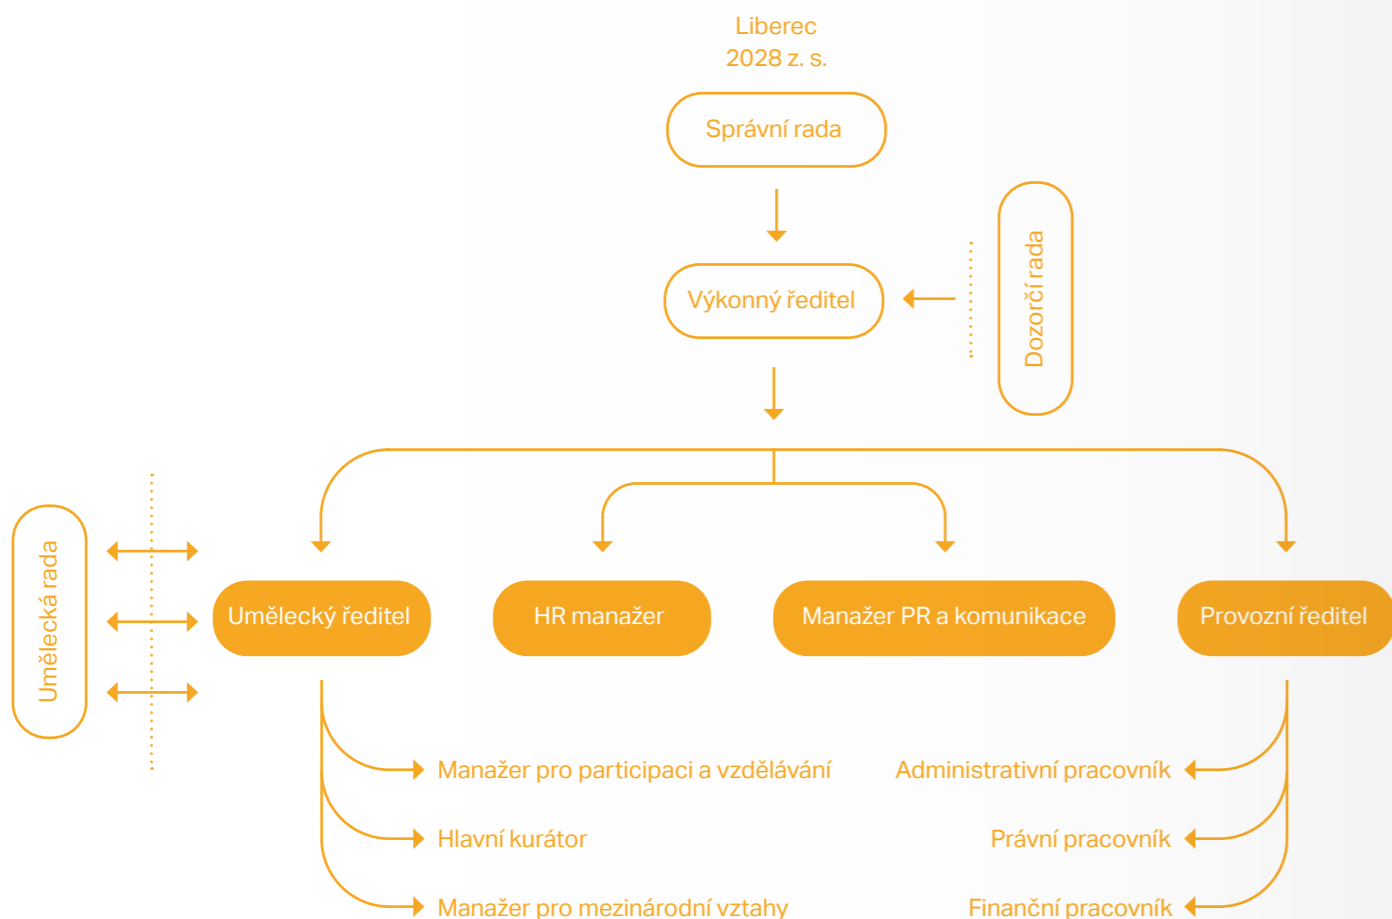 Liberec
2028 z. s.
Správní rada
Dozorčí rada
Výkonný ředitel
Umělecká rada
Umělecký ředitel
HR manažer
Manažer PR a komunikace
Provozní ředitel
Manažer pro participaci a vzdělávání
Administrativní pracovník
Hlavní kurátor
Právní pracovník
Manažer pro mezinárodní vztahy
Finanční pracovník